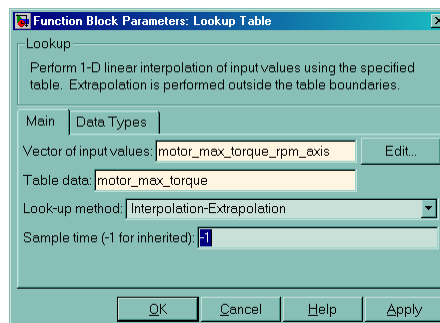 Function Block Parameters: Lookup Table
Lookup
Perform 1-D linear interpolation of input values using the specified
table. Extrapolation is performed outside the table boundaries.
Main Data Types
Vector of input values: motor_max_torque_rpm_axis Edit...
Table data: motor_max_torque
Look-up method: Interpolation-Extrapolation
Sample time (-1 for inherited): -1
OK Cancel Help Apply